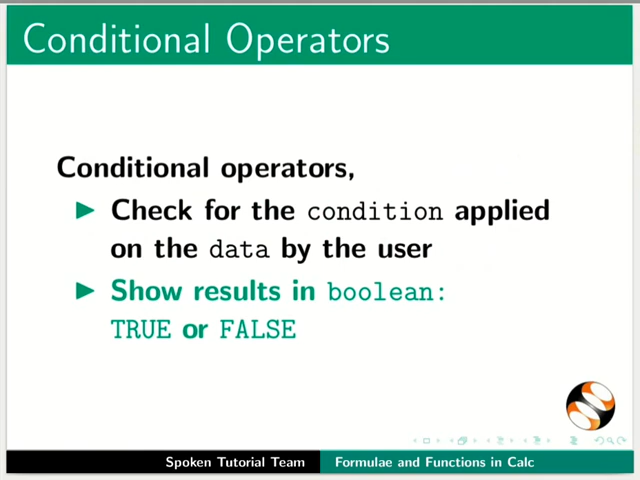 Conditional Operators
Conditional operators,
▶ Check for the condition applied
on the data by the user
▶ Show results in boolean:
TRUE or FALSE
Spoken Tutorial Team
Formulae and Functions in Calc